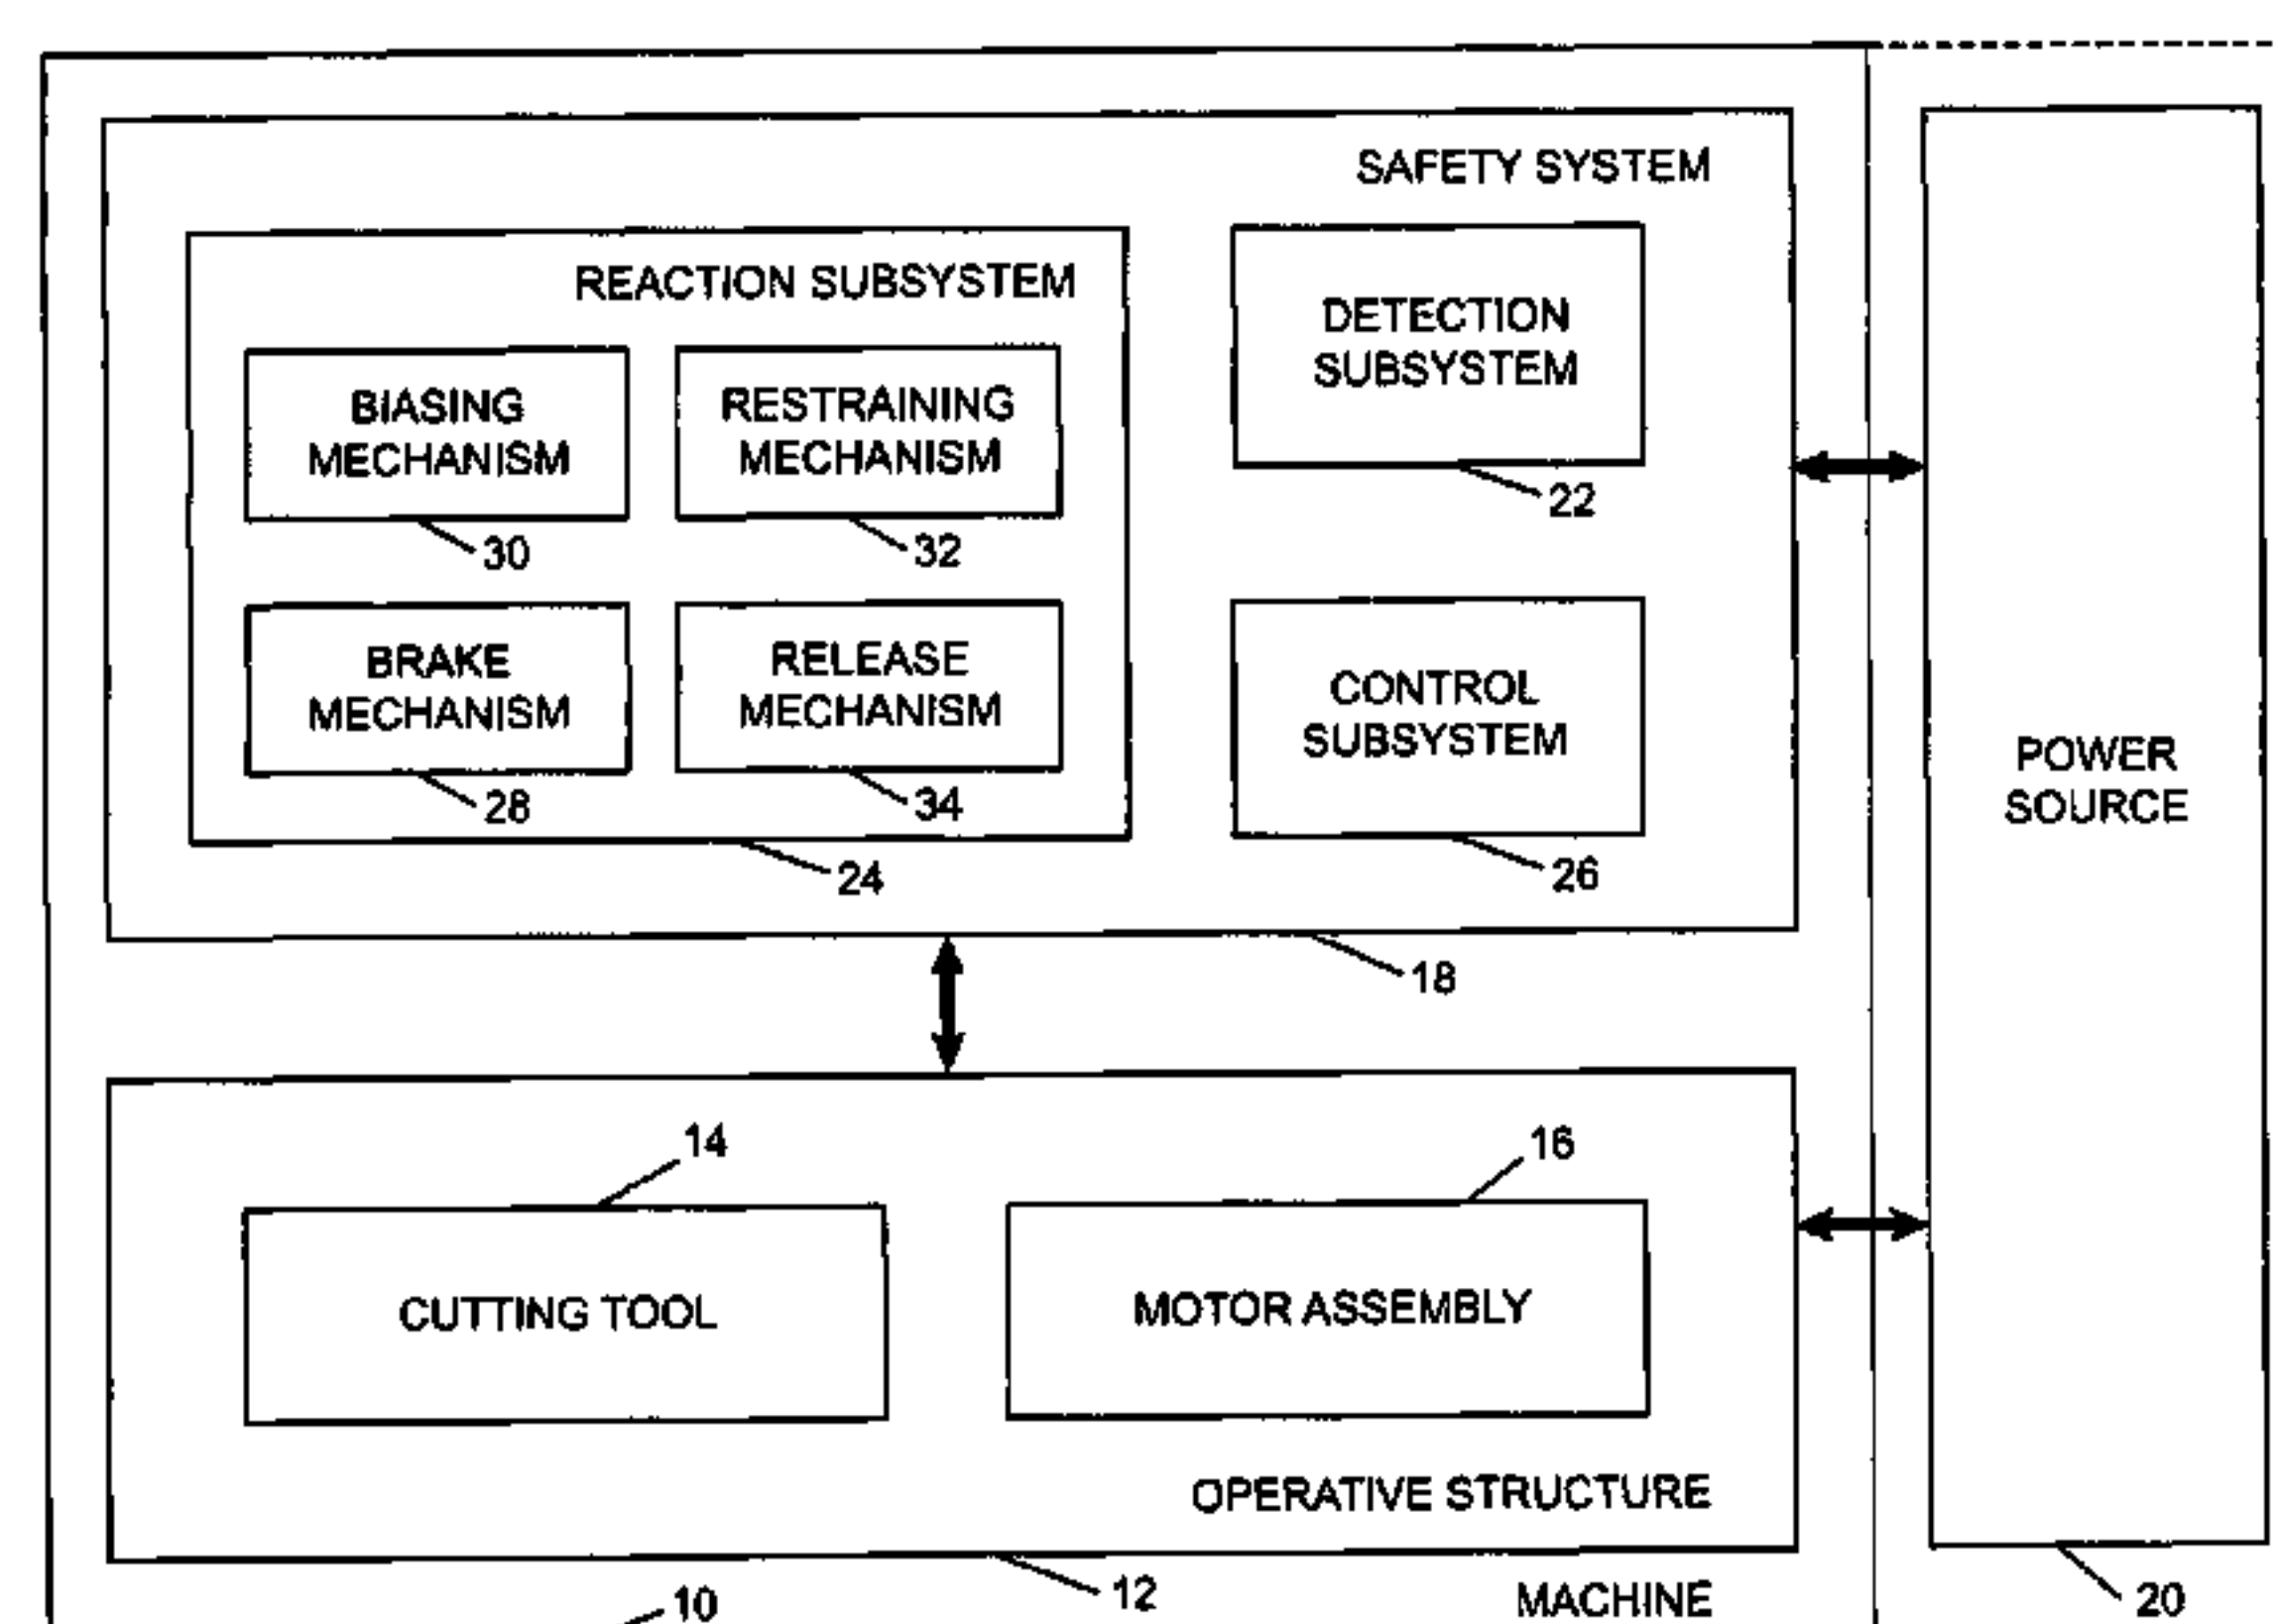 SAFETY SYSTEM
REACTION SUBSYSTEM
BIASING
MECHANISM
30
RESTRAINING
MECHANISM
32
BRAKE
MECHANISM
28
RELEASE
MECHANISM
34
24
DETECTION
SUBSYSTEM
22
CONTROL
SUBSYSTEM
26
18
POWER
SOURCE
20
14
CUTTING TOOL
16
MOTOR ASSEMBLY
OPERATIVE STRUCTURE
12
MACHINE
10